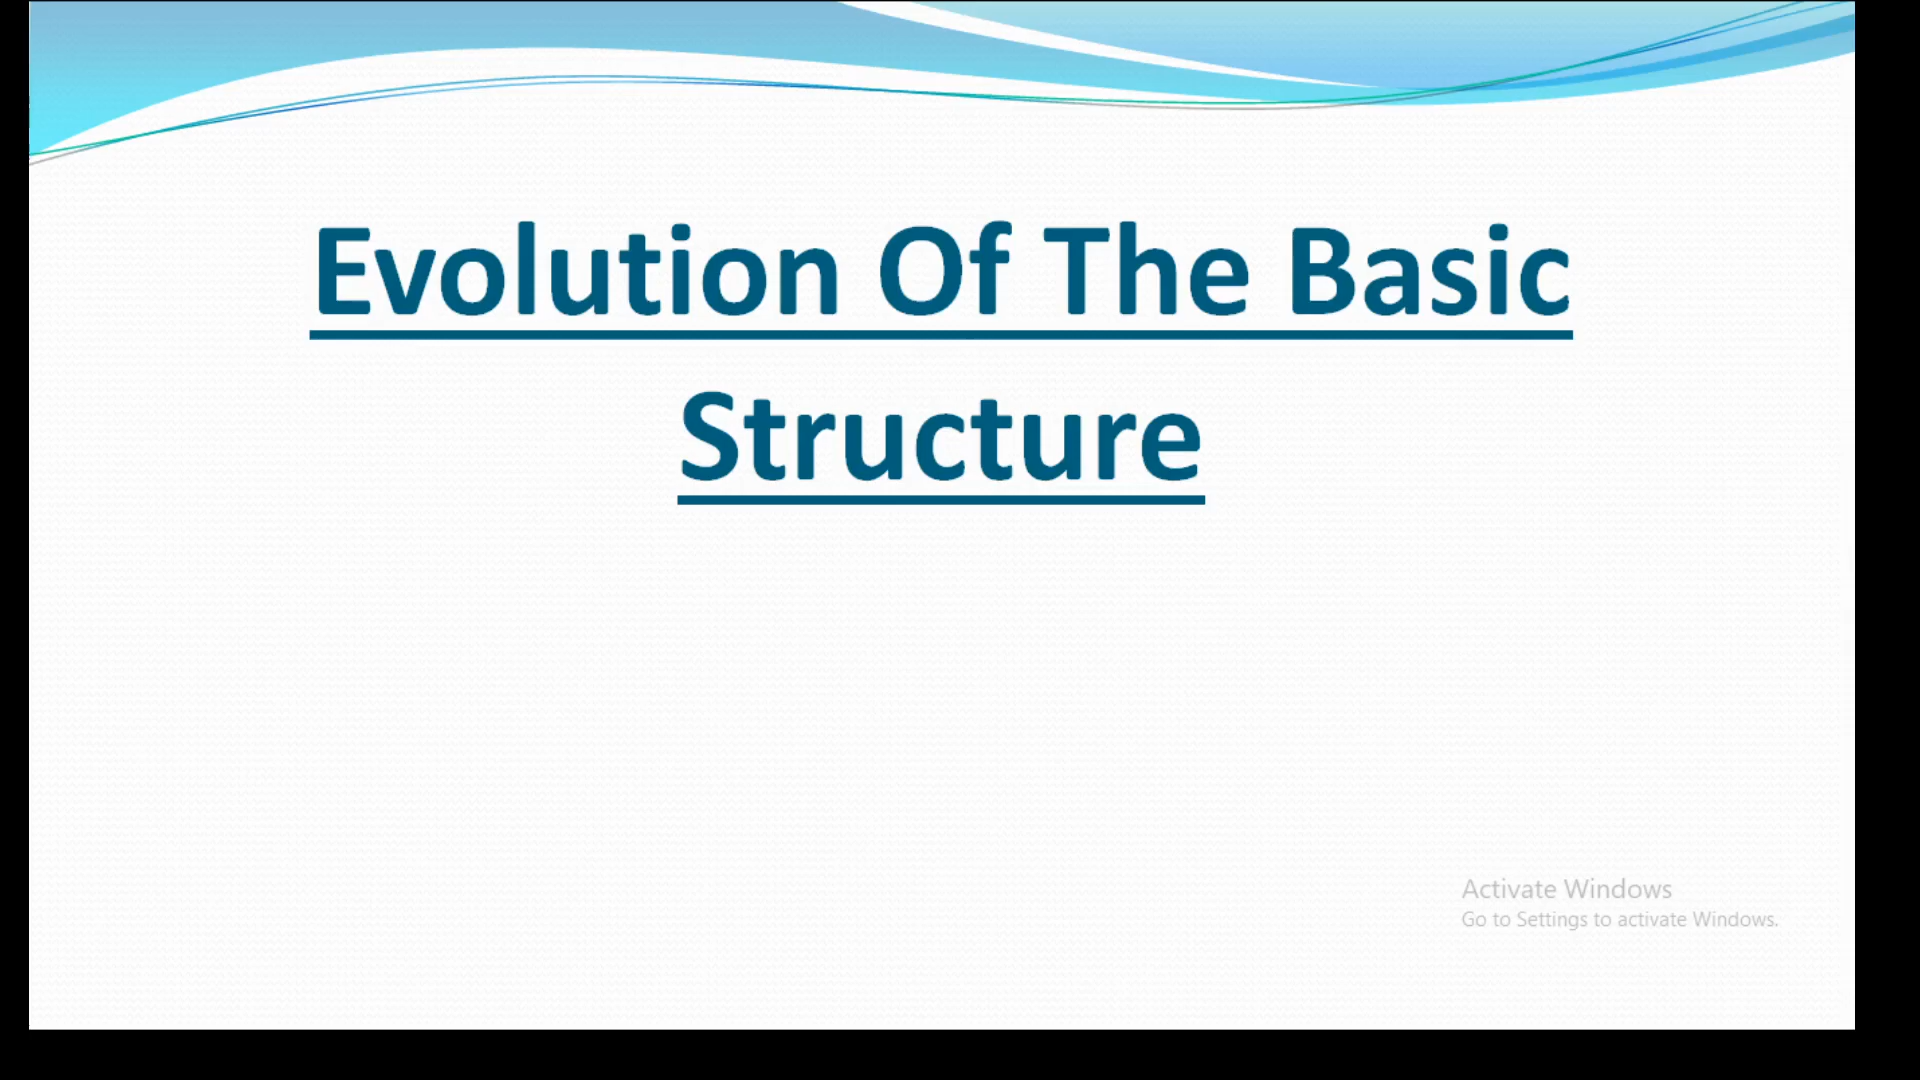 Evolution Of The Basic
Structure
Activate Windows
Go to Settings to activate Windows.